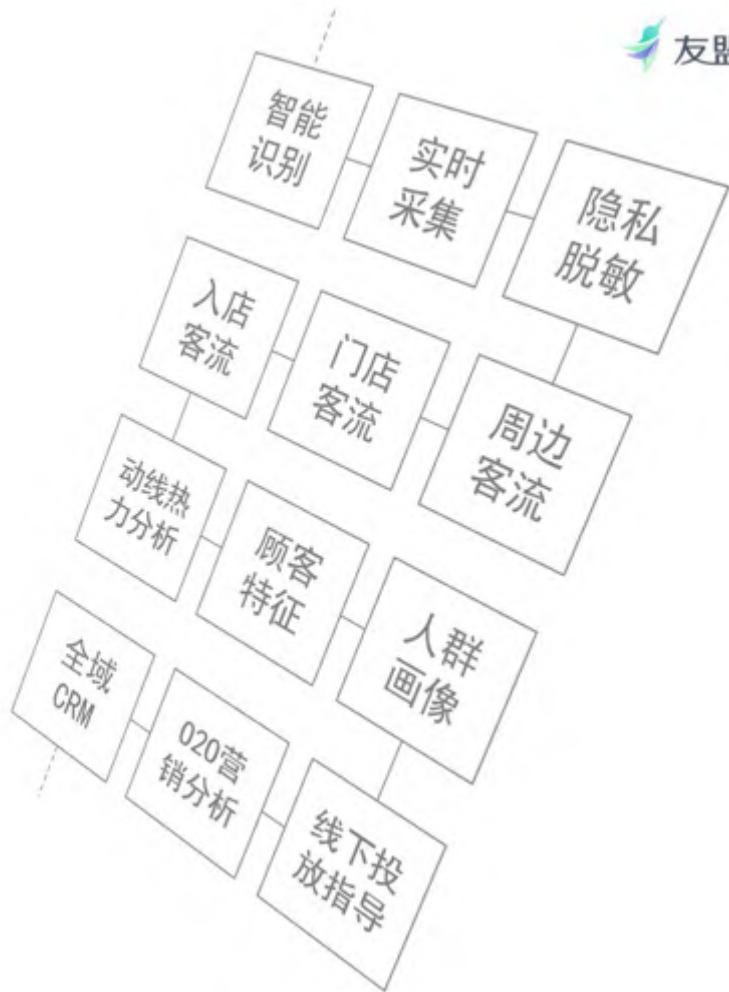 友盟
智能
识别
实时
采集
隐私
脱敏
入店
客流
门店
客流
周边
客流
动线热
力分析
顾客
特征
人群
画像
全域
CRM
O2O营
销分析
线下投
放指导